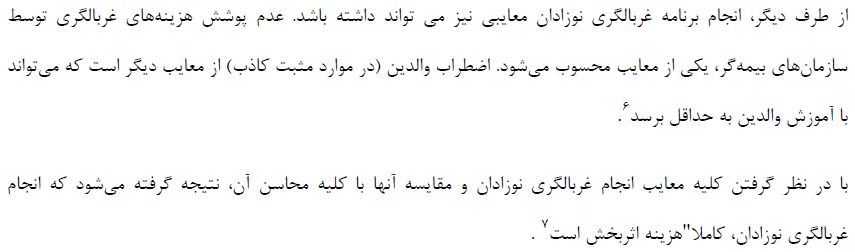 از طرف دیگر، انجام برنامه غربالگری نوزادان معایبی نیز می تواند داشته باشد. عدم پوشش هزینه‌های غربالگری توسط
سازمان‌های بیمه‌گر، یکی از معایب محسوب می‌شود. اضطراب والدین (در موارد مثبت کاذب) از معایب دیگر است که می‌تواند
با آموزش والدین به حداقل برسد۶.
با در نظر گرفتن کلیه معایب انجام غربالگری نوزادان و مقایسه آنها با کلیه محاسن آن، نتیجه گرفته می‌شود که انجام
غربالگری نوزادان، کاملا"هزینه اثربخش است۷ .